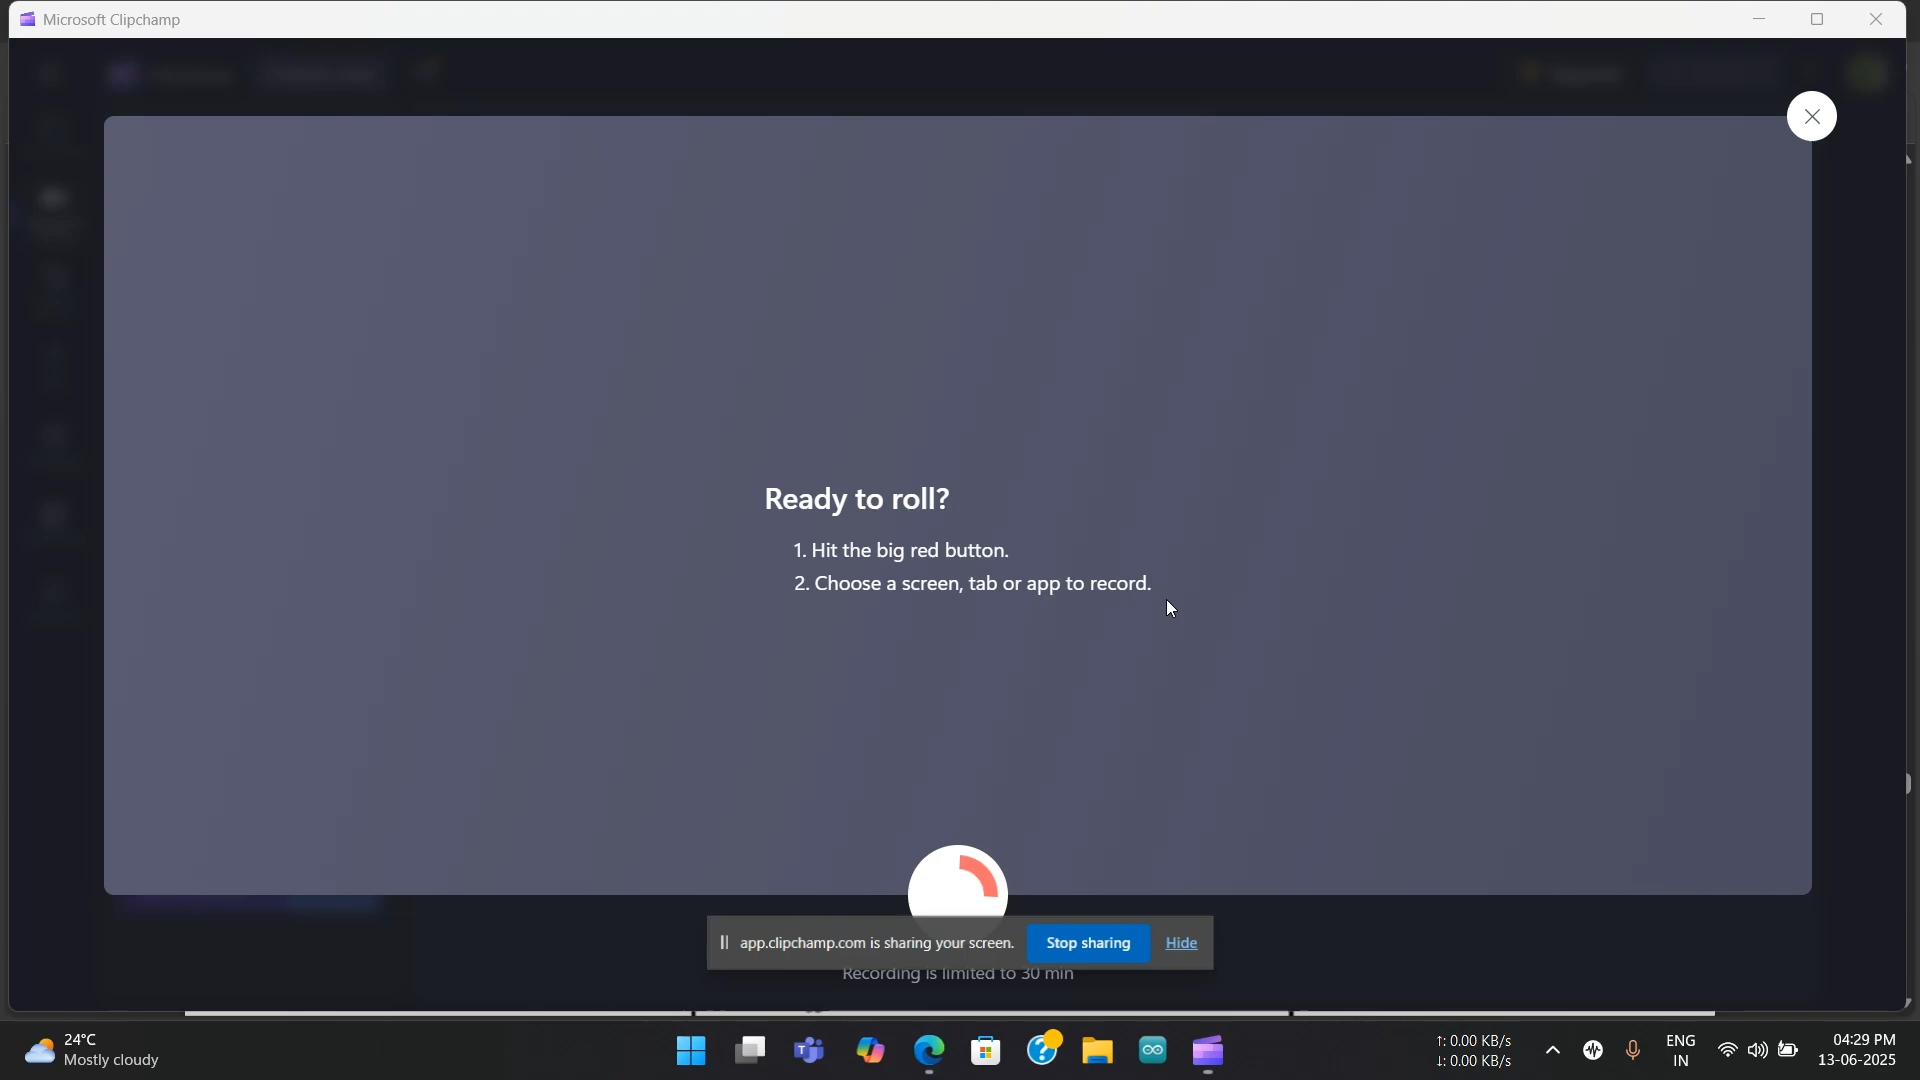 Microsoft Clipchamp
Ready to roll?
1. Hit the big red button.
2. Choose a screen, tab or app to record.
app.clipchamp.com is sharing your screen. Stop sharing Hide
Recording is limited to 30 min
24°C
Mostly cloudy
↑: 0.00 KB/s
↓: 0.00 KB/s
ENG
IN
04:29 PM
13-06-2025